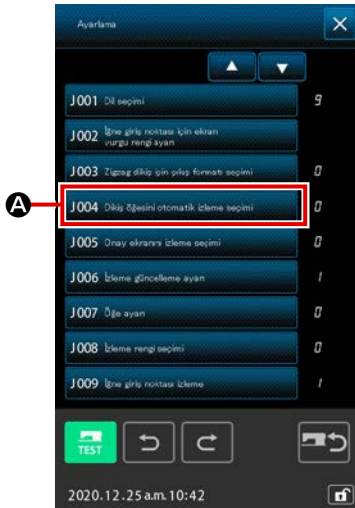 Ayarlama
J001 Dil seçimi 9
J002 İğne giriş noktası için ekran
vurgu rengi ayarı
J003 Zigzag dikiş için çıkış formatı seçimi 0
A J004 Dikiş öğesini otomatik izleme seçimi 0
J005 Onay ekranını izleme seçimi 0
J006 İzleme güncelleme ayarı 1
J007 Öğe ayarı 0
J008 İzleme rengi seçimi 0
J009 İğne giriş noktası izleme 1
TEST
2020.12.25 a.m. 10:42